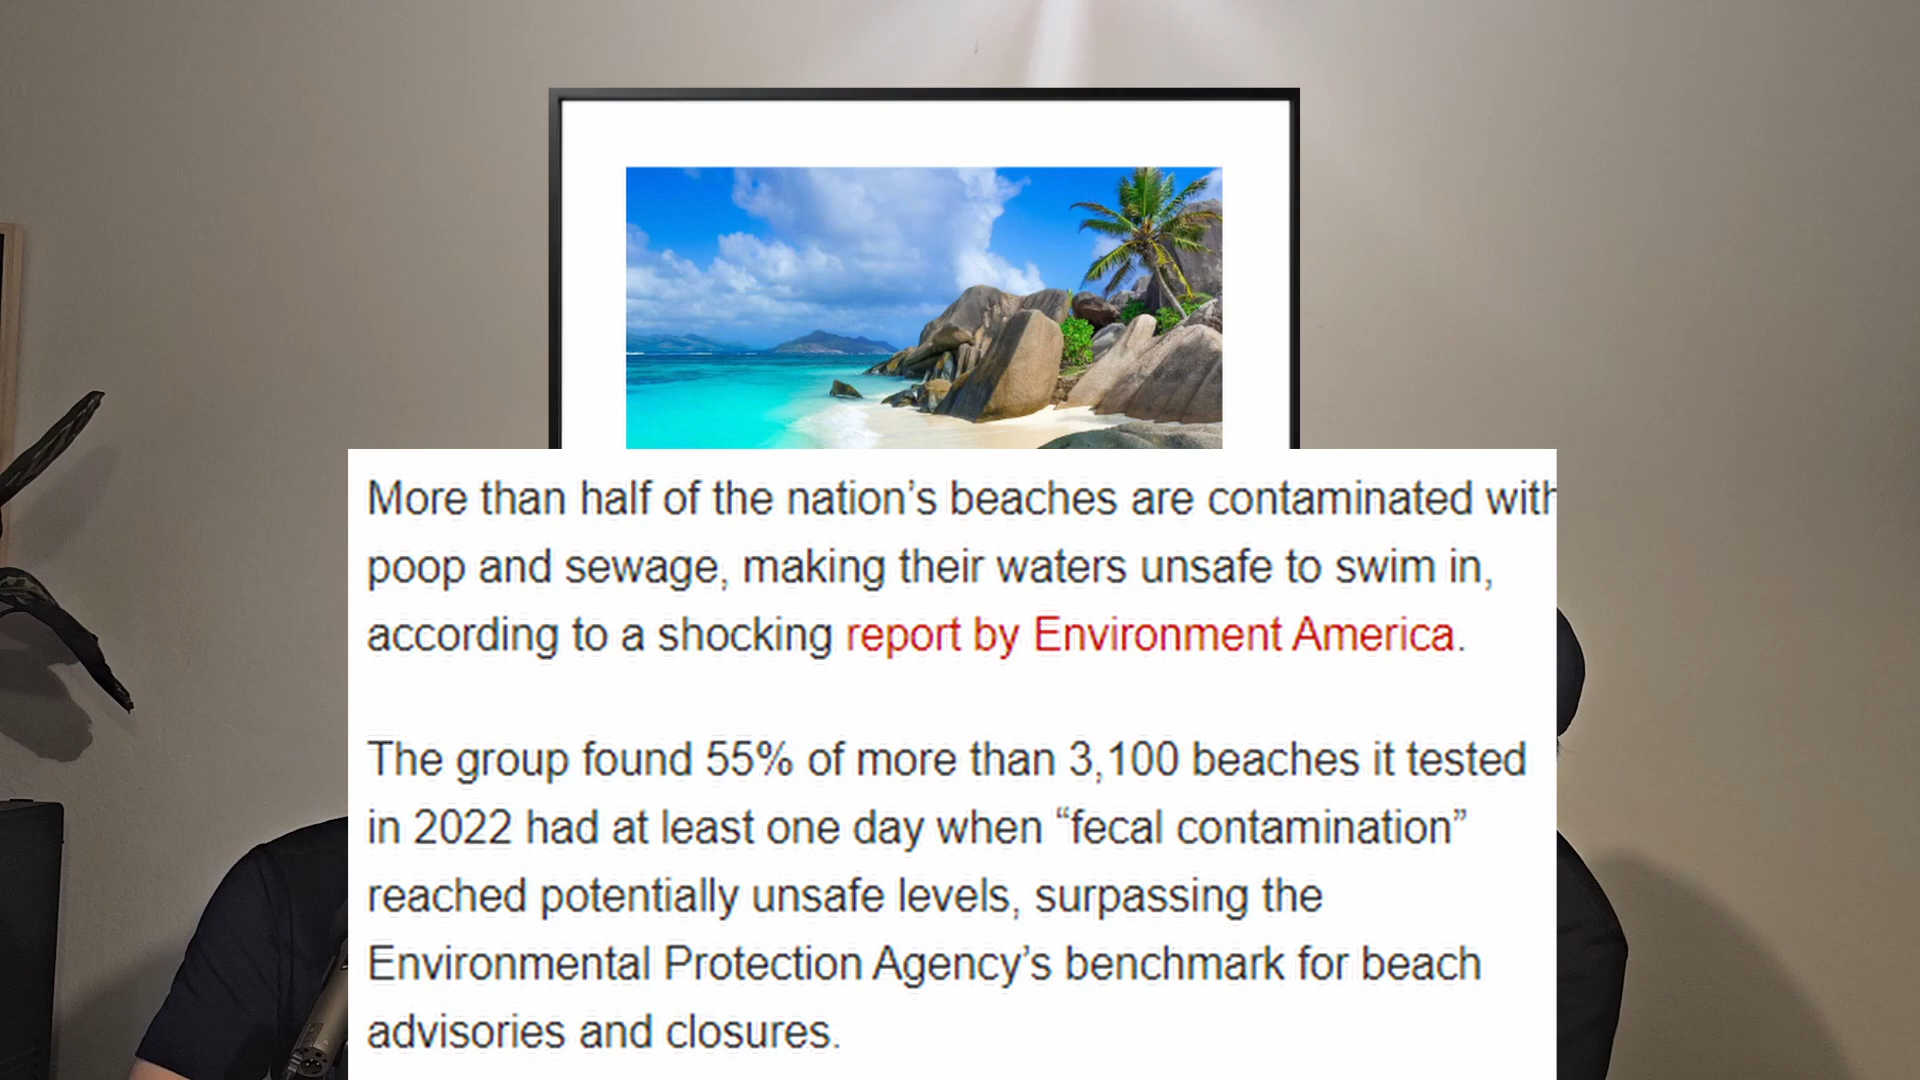 More than half of the nation’s beaches are contaminated with
poop and sewage, making their waters unsafe to swim in,
according to a shocking report by Environment America.
The group found 55% of more than 3,100 beaches it tested
in 2022 had at least one day when “fecal contamination”
reached potentially unsafe levels, surpassing the
Environmental Protection Agency’s benchmark for beach
advisories and closures.